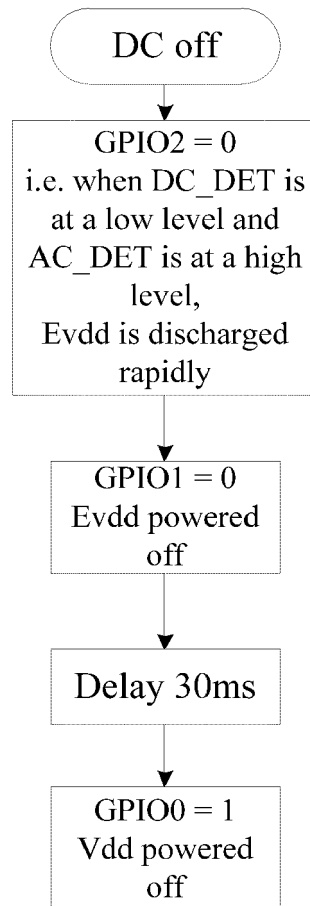 DC off
GPIO2 = 0
i.e. when DC_DET is
at a low level and
AC_DET is at a high
level,
Evdd is discharged
rapidly
GPIO1 = 0
Evdd powered
off
Delay 30ms
GPIO0 = 1
Vdd powered
off